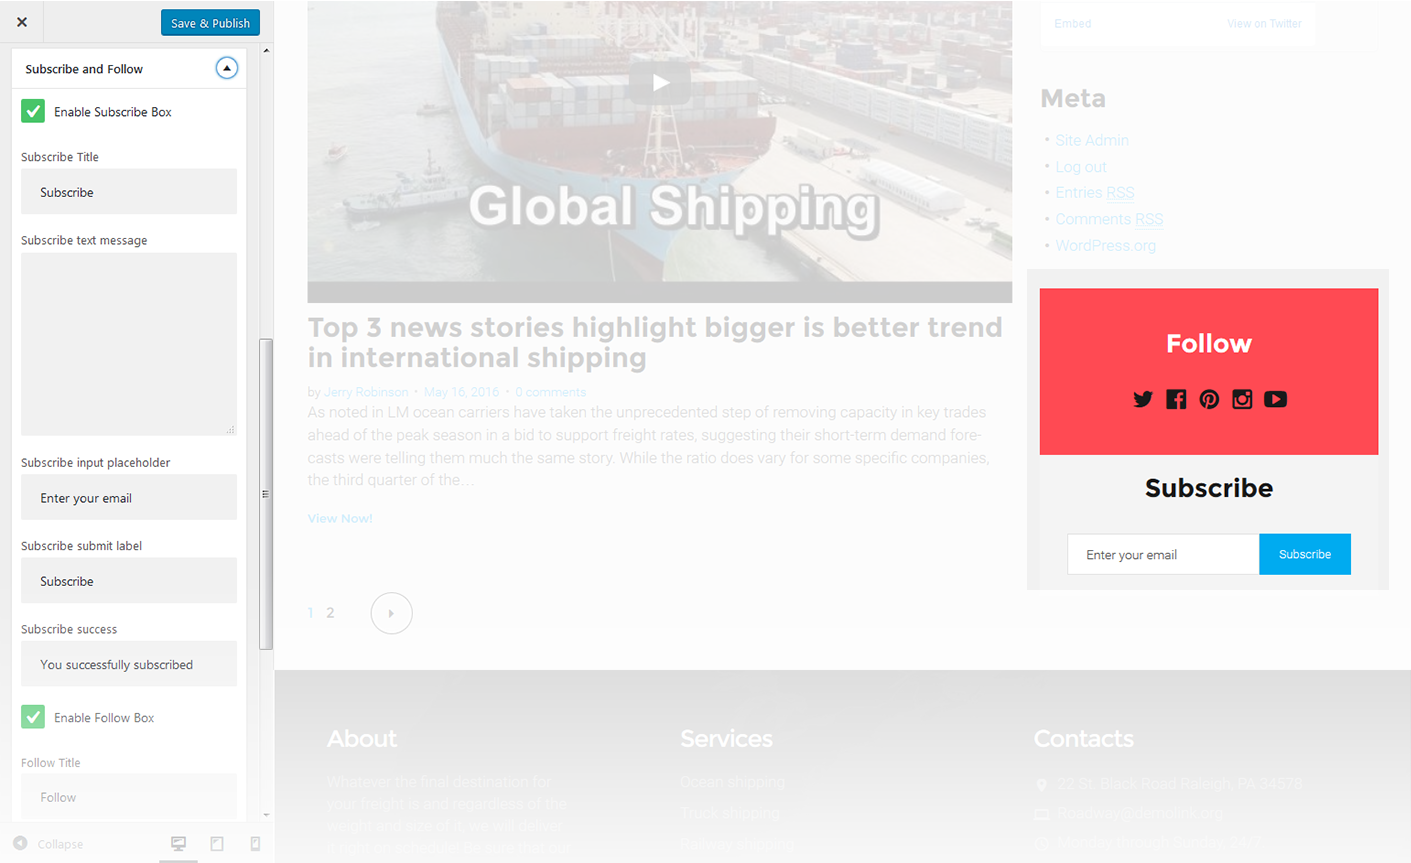 Save & Publish
Subscribe and Follow
Enable Subscribe Box
Subscribe Title
Subscribe
Subscribe text message
Subscribe input placeholder
Enter your email
Subscribe submit label
Subscribe
Subscribe success
You successfully subscribed
Enable Follow Box
Follow Title
Follow
Collapse
Global Shipping
Top 3 news stories highlight bigger is better trend
in international shipping
by Jerry Robinson • May 16, 2016 • 0 comments
As noted in LM ocean carriers have taken the unprecedented step of removing capacity in key trades
ahead of the peak season in a bid to support freight rates, suggesting their short-term demand fore-
casts were telling them much the same story. While the ratio does vary for some specific companies,
the third quarter of the…
View Now!
1 2
Embed View on Twitter
Meta
• Site Admin
• Log out
• Entries RSS
• Comments RSS
• WordPress.org
Follow
Subscribe
Enter your email Subscribe
About
Whatever the final destination for
your freight is and regardless of the
weight and size of it, we will deliver
Services
Ocean shipping
Truck shipping
Railway shipping
Contacts
22 St. Black Road Raleigh, PA 34578
Monday through Sunday: 24/7